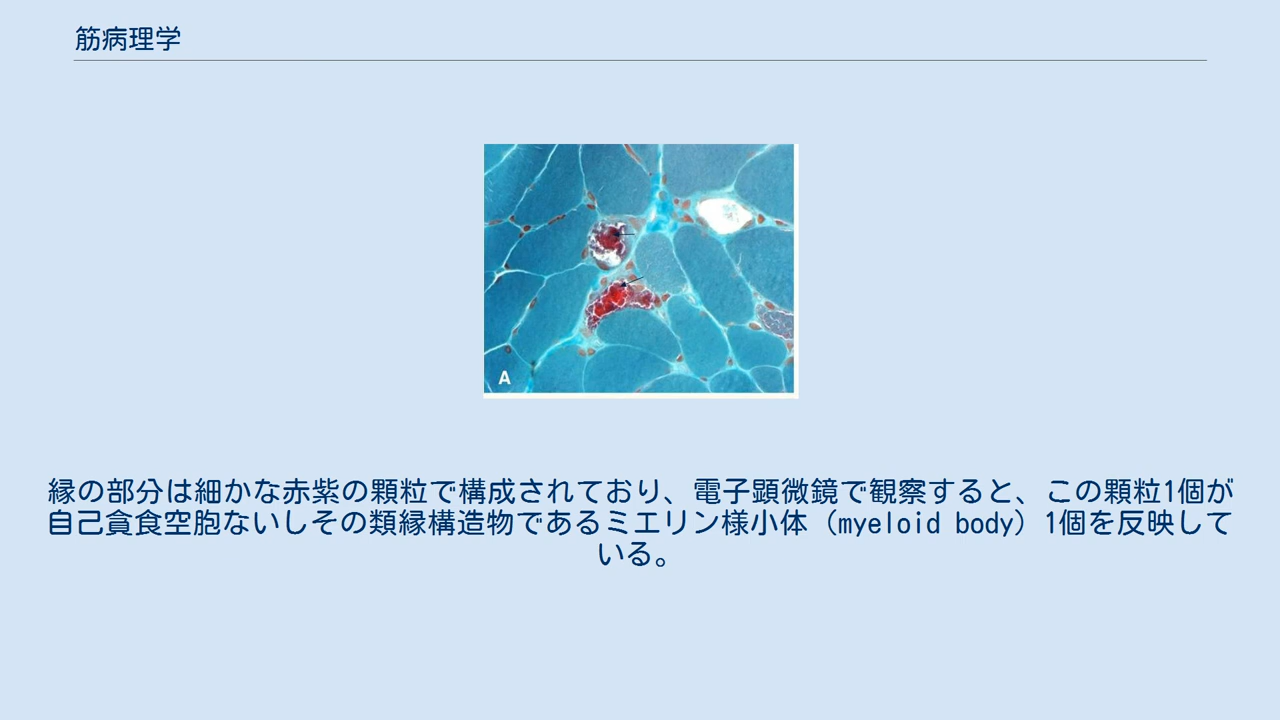 筋病理学
A
縁の部分は細かな赤紫の顆粒で構成されており、電子顕微鏡で観察すると、この顆粒1個が
自己貪食空胞ないしその類縁構造物であるミエリン様小体（myeloid body）1個を反映して
いる。